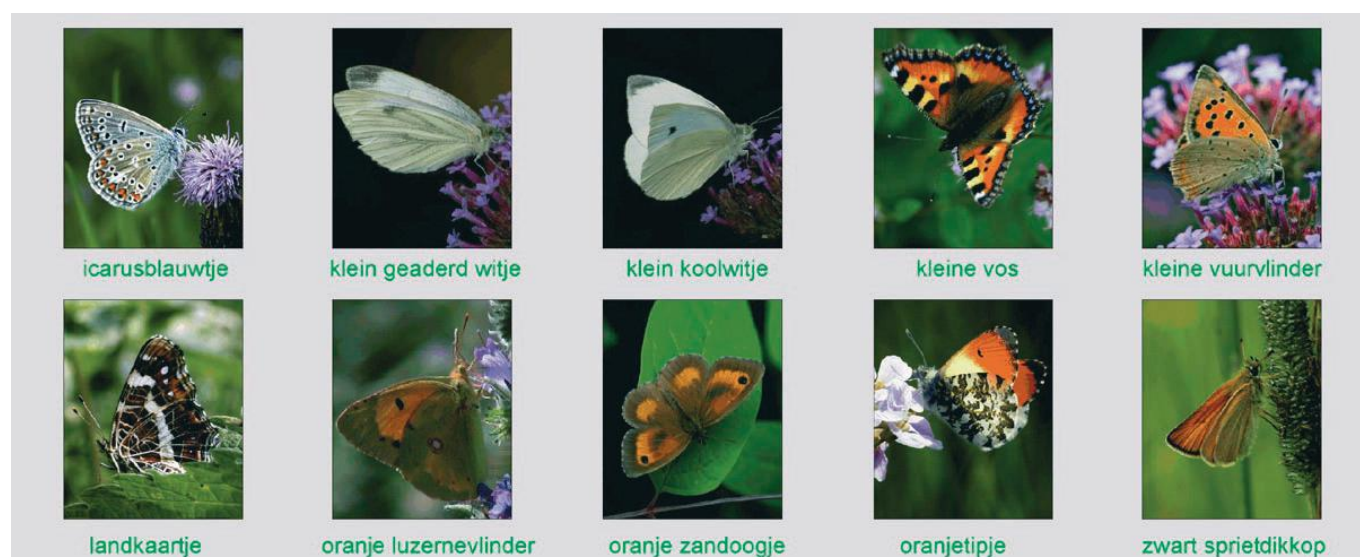 icarusblauwtje
klein geaderd witje
klein koolwitje
kleine vos
kleine vuurvlinder
landkaartje
oranje luzernevlinder
oranje zandoogje
oranjetipje
zwart sprietdikkop